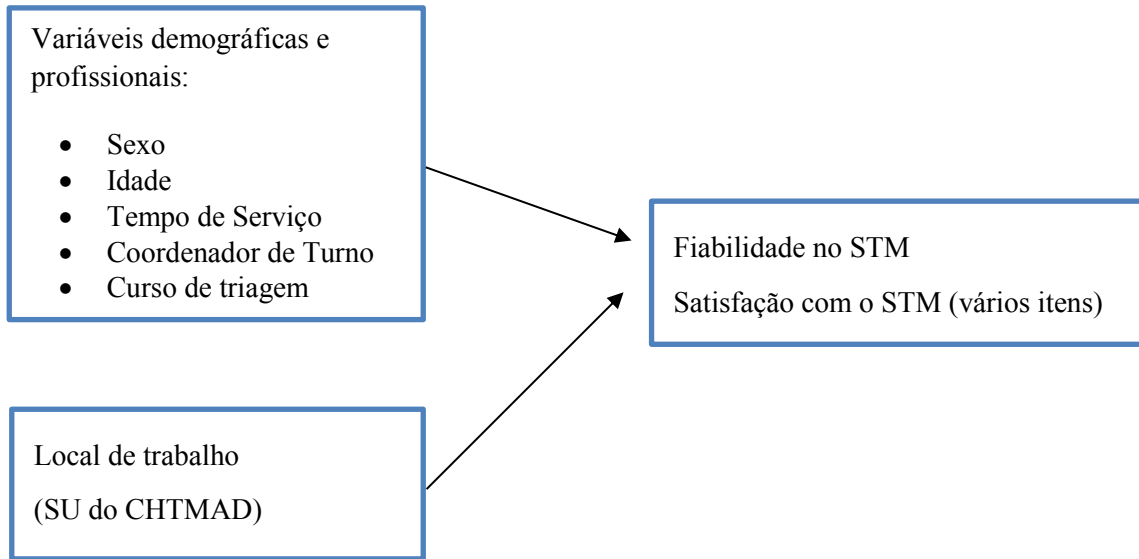 Variáveis demográficas e
profissionais:
• Sexo
• Idade
• Tempo de Serviço
• Coordenador de Turno
• Curso de triagem
Fiabilidade no STM
Satisfação com o STM (vários itens)
Local de trabalho
(SU do CHTMAD)